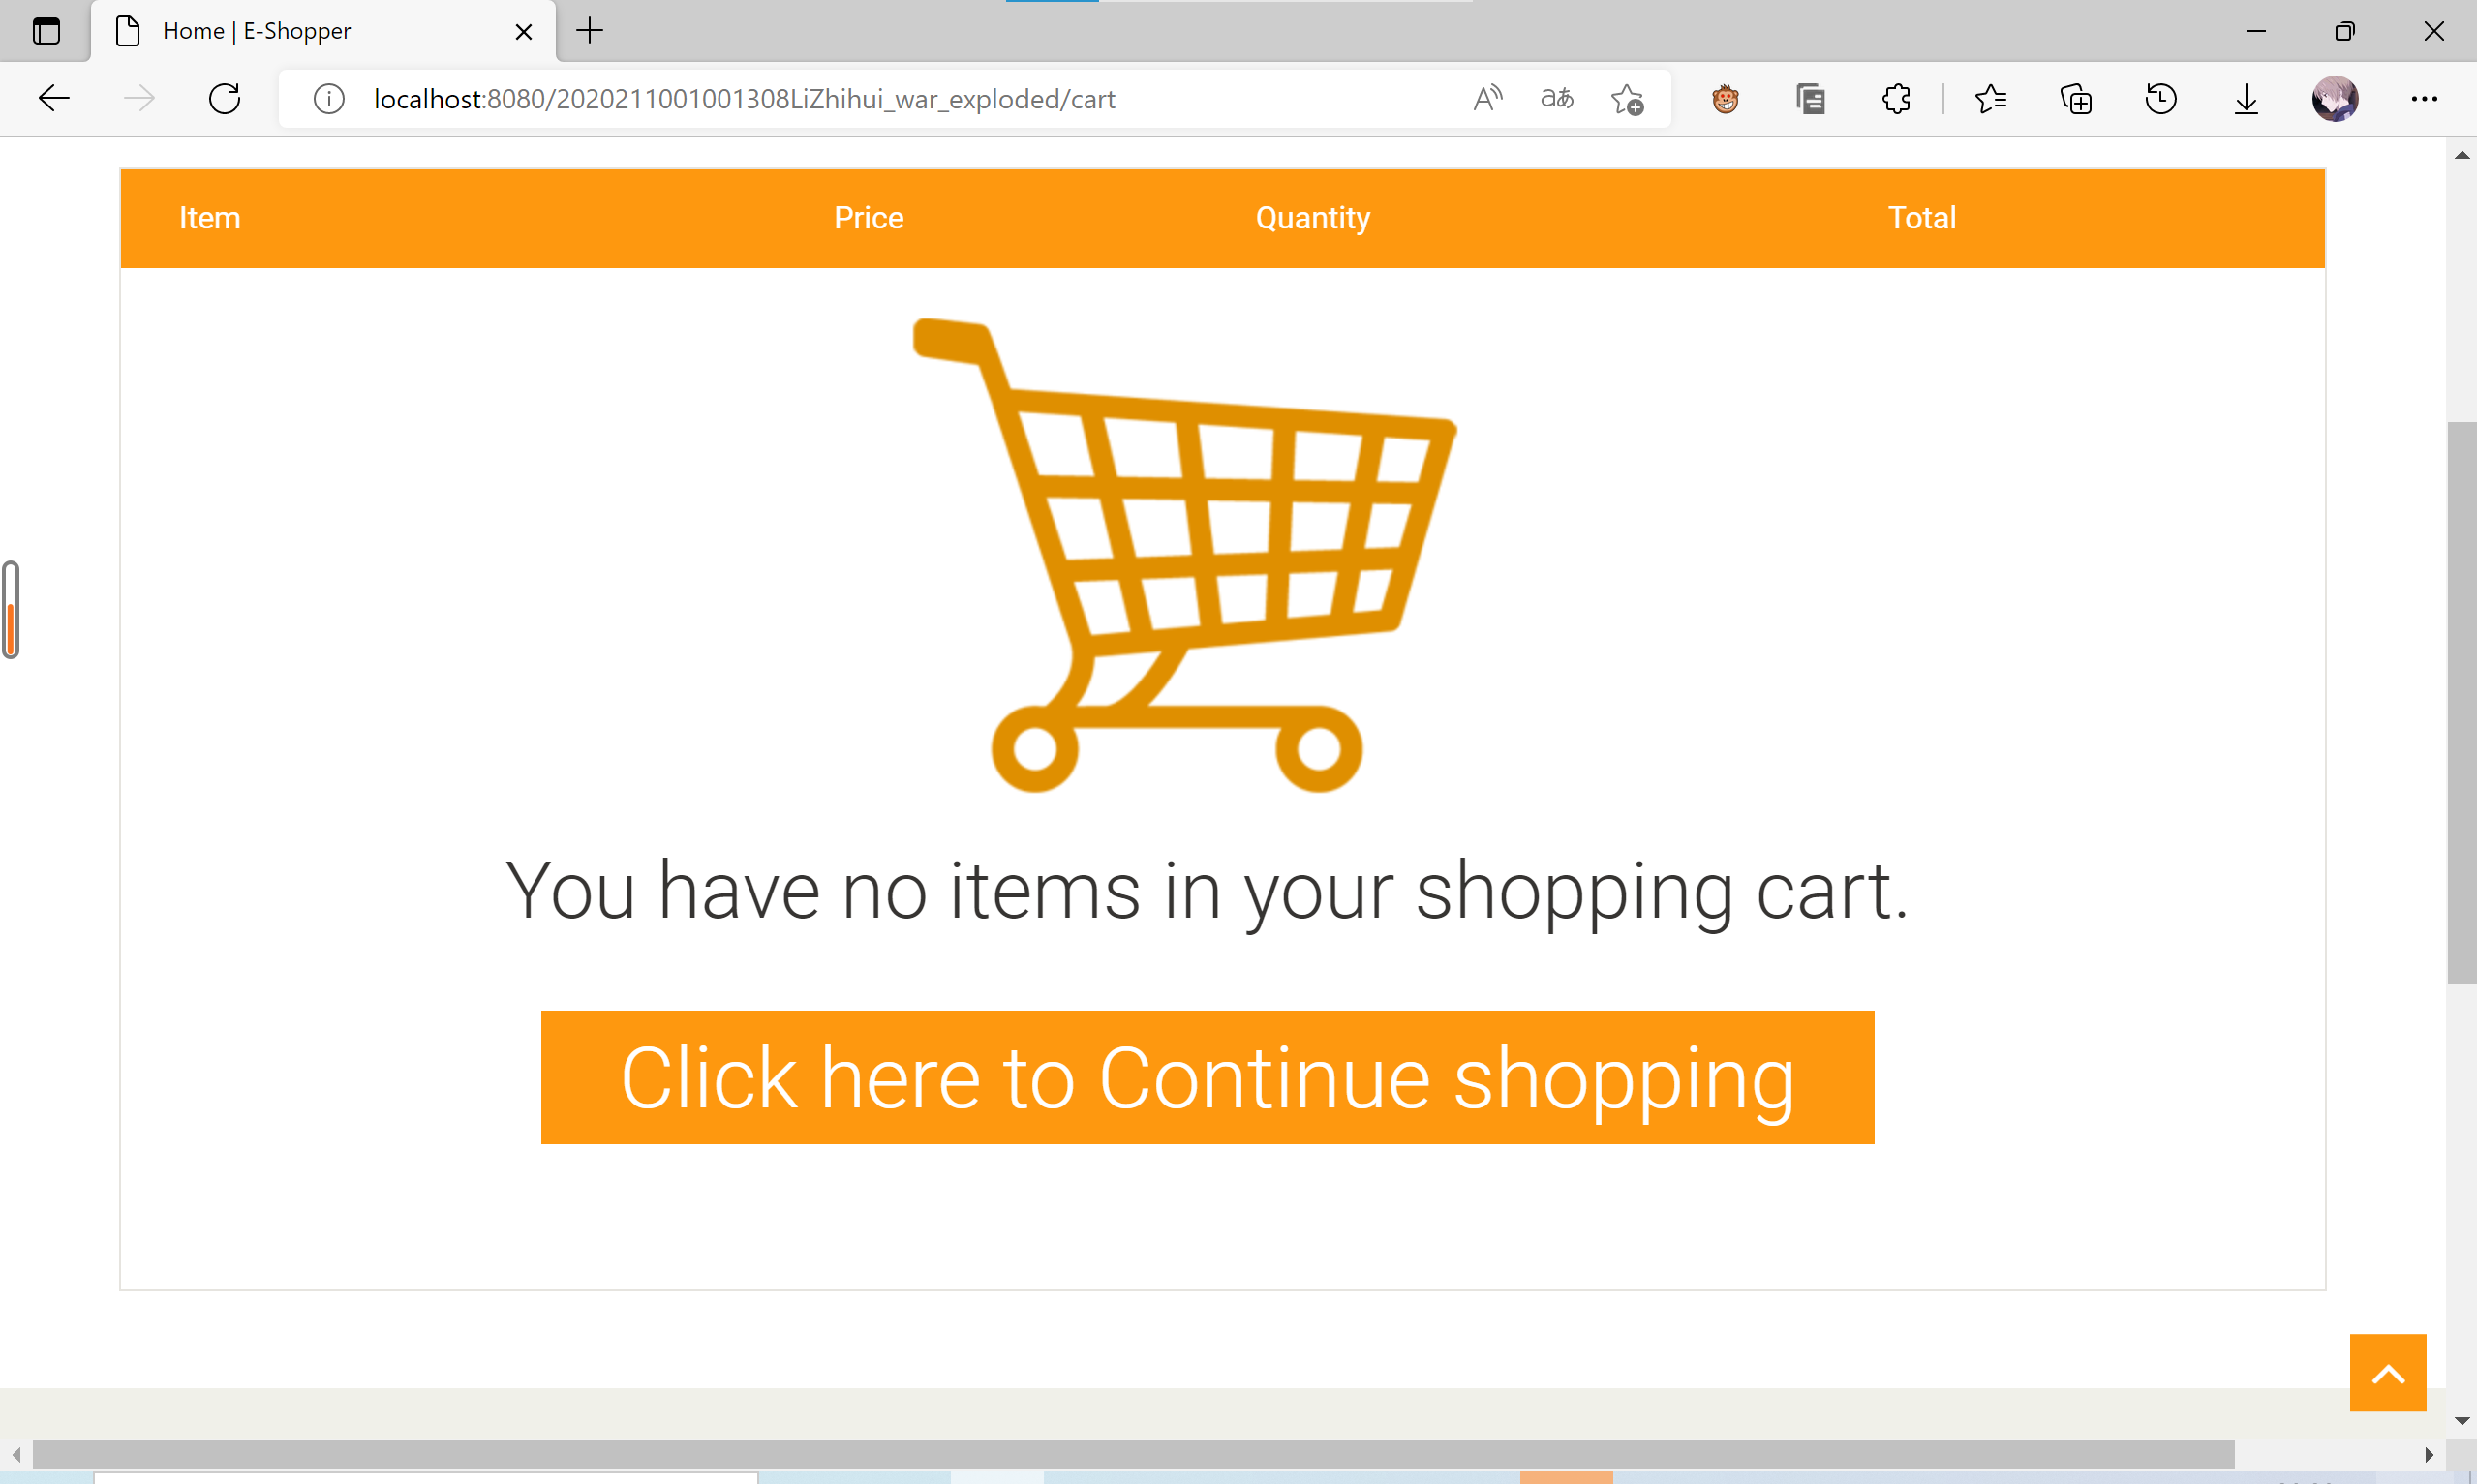 Home | E-Shopper
localhost:8080/2020211001001308LiZhihui_war_exploded/cart
Item Price Quantity Total
You have no items in your shopping cart.
Click here to Continue shopping